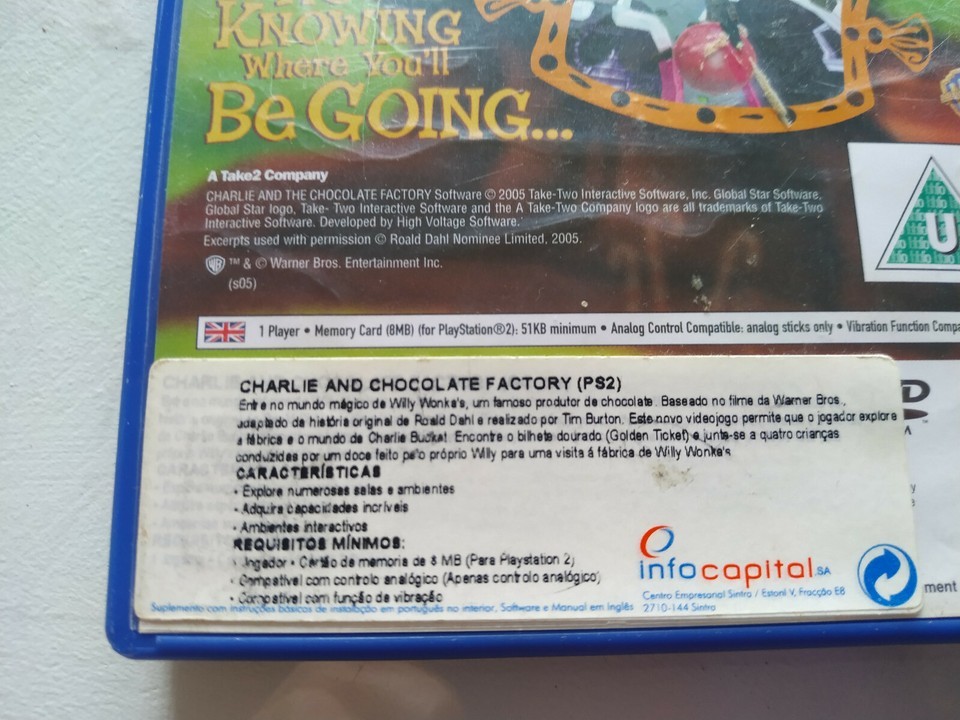 KNOWING
Where You'll
Be GOING...
A Take2 Company
CHARLIE AND THE CHOCOLATE FACTORY Software © 2005 Take-Two Interactive Software, Inc. Global Star Software,
Global Star logo, Take- Two Interactive Software and the A Take-Two Company logo are all trademarks of Take-Two
Interactive Software. Developed by High Voltage Software.
Excerpts used with permission © Roald Dahl Nominee Limited, 2005.
™ & © Warner Bros. Entertainment Inc.
(s05)
U
1 Player • Memory Card (8MB) (for PlayStation®2): 51KB minimum • Analog Control Compatible: analog sticks only • Vibration Function Compa
CHARLIE AND CHOCOLATE FACTORY (PS2)
Entre no mundo mágico de Willy Wonka's, um famoso produtor de chocolate. Baseado no filme da Warner Bros.,
adaptado da história original de Roald Dahl e realizado por Tim Burton. Este novo videojogo permite que o jogador explore
a fábrica e o mundo de Charlie Bucket. Encontre o bilhete dourado (Golden Ticket) e junte-se a quatro crianças
conduzidas por um doce feito pelo próprio Willy para uma visita á fábrica de Willy Wonka's
CARACTERÍSTICAS
• Explore numerosas salas e ambientes
• Adquira capacidades incríveis
• Ambientes interactivos
REQUISITOS MÍNIMOS:
Jogador • Cartão de memoria de 8 MB (Para Playstation 2)
• Compatível com controlo analógico (Apenas controlo analógico)
• Compatível com função de vibração
infocapital.SA
Centro Empresarial Sintra / Estoril V, Fracção E8
2710-144 Sintra
Suplemento com instruções básicas de instalação em português no interior, Software e Manual em Inglês
ment